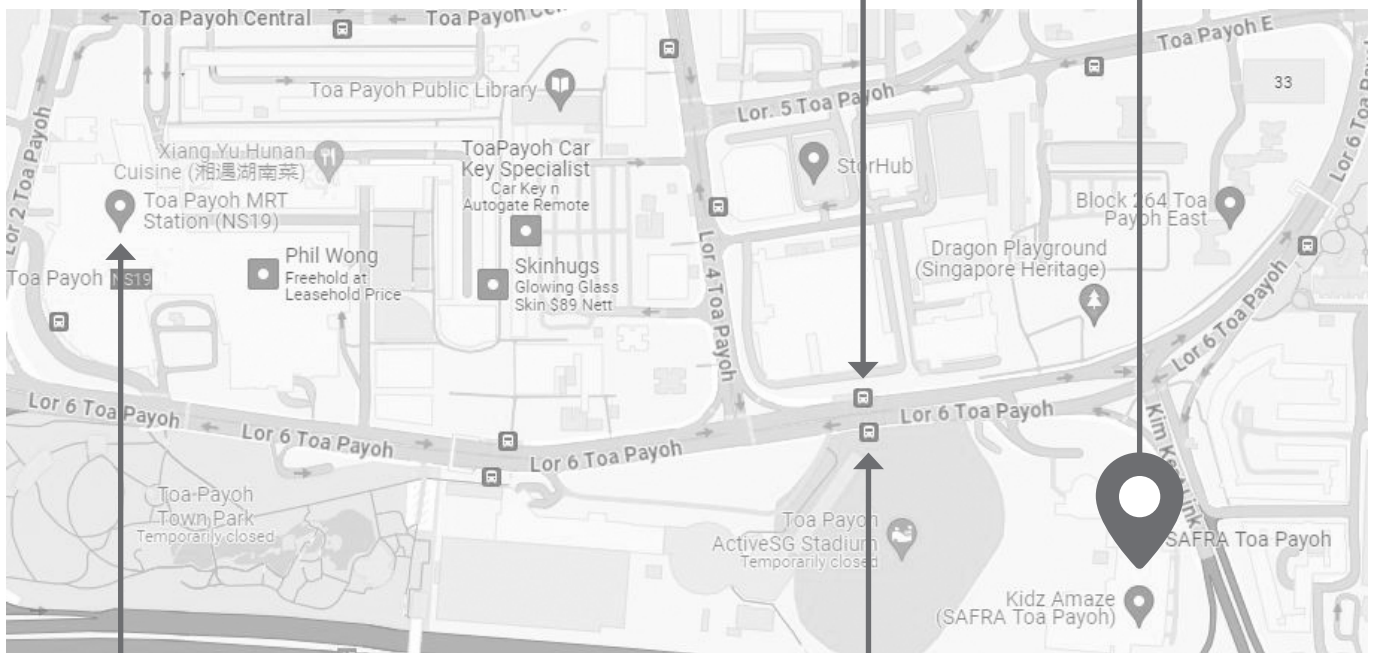 Toa Payoh Central
Toa Payoh Cen
Toa Payoh E
Lor 6 Toa Pay
33
Toa Payoh Public Library
Lor. 5 Toa Payoh
Lor 2 Toa Payoh
Xiang Yu Hunan
Cuisine (湘遇湖南菜)
ToaPayoh Car
Key Specialist
Car Key n
Autogate Remote
StorHub
Toa Payoh MRT
Station (NS19)
Block 264 Toa
Payoh East
Dragon Playground
(Singapore Heritage)
Lor 4 Toa Payoh
Phil Wong
Freehold at
Leasehold Price
Skinhugs
Glowing Glass
Skin $89 Nett
Toa Payoh NS19
Lor 6 Toa Payoh
Lor 6 Toa Payoh
Lor 6 Toa Payoh
Lor 6 Toa Payoh
Lor 6 Toa Payoh
Kim Keat Link
Toa Payoh
Town Park
Temporarily closed
Toa Payoh
ActiveSG Stadium
Temporarily closed
SAFRA Toa Payoh
Kidz Amaze
(SAFRA Toa Payoh)